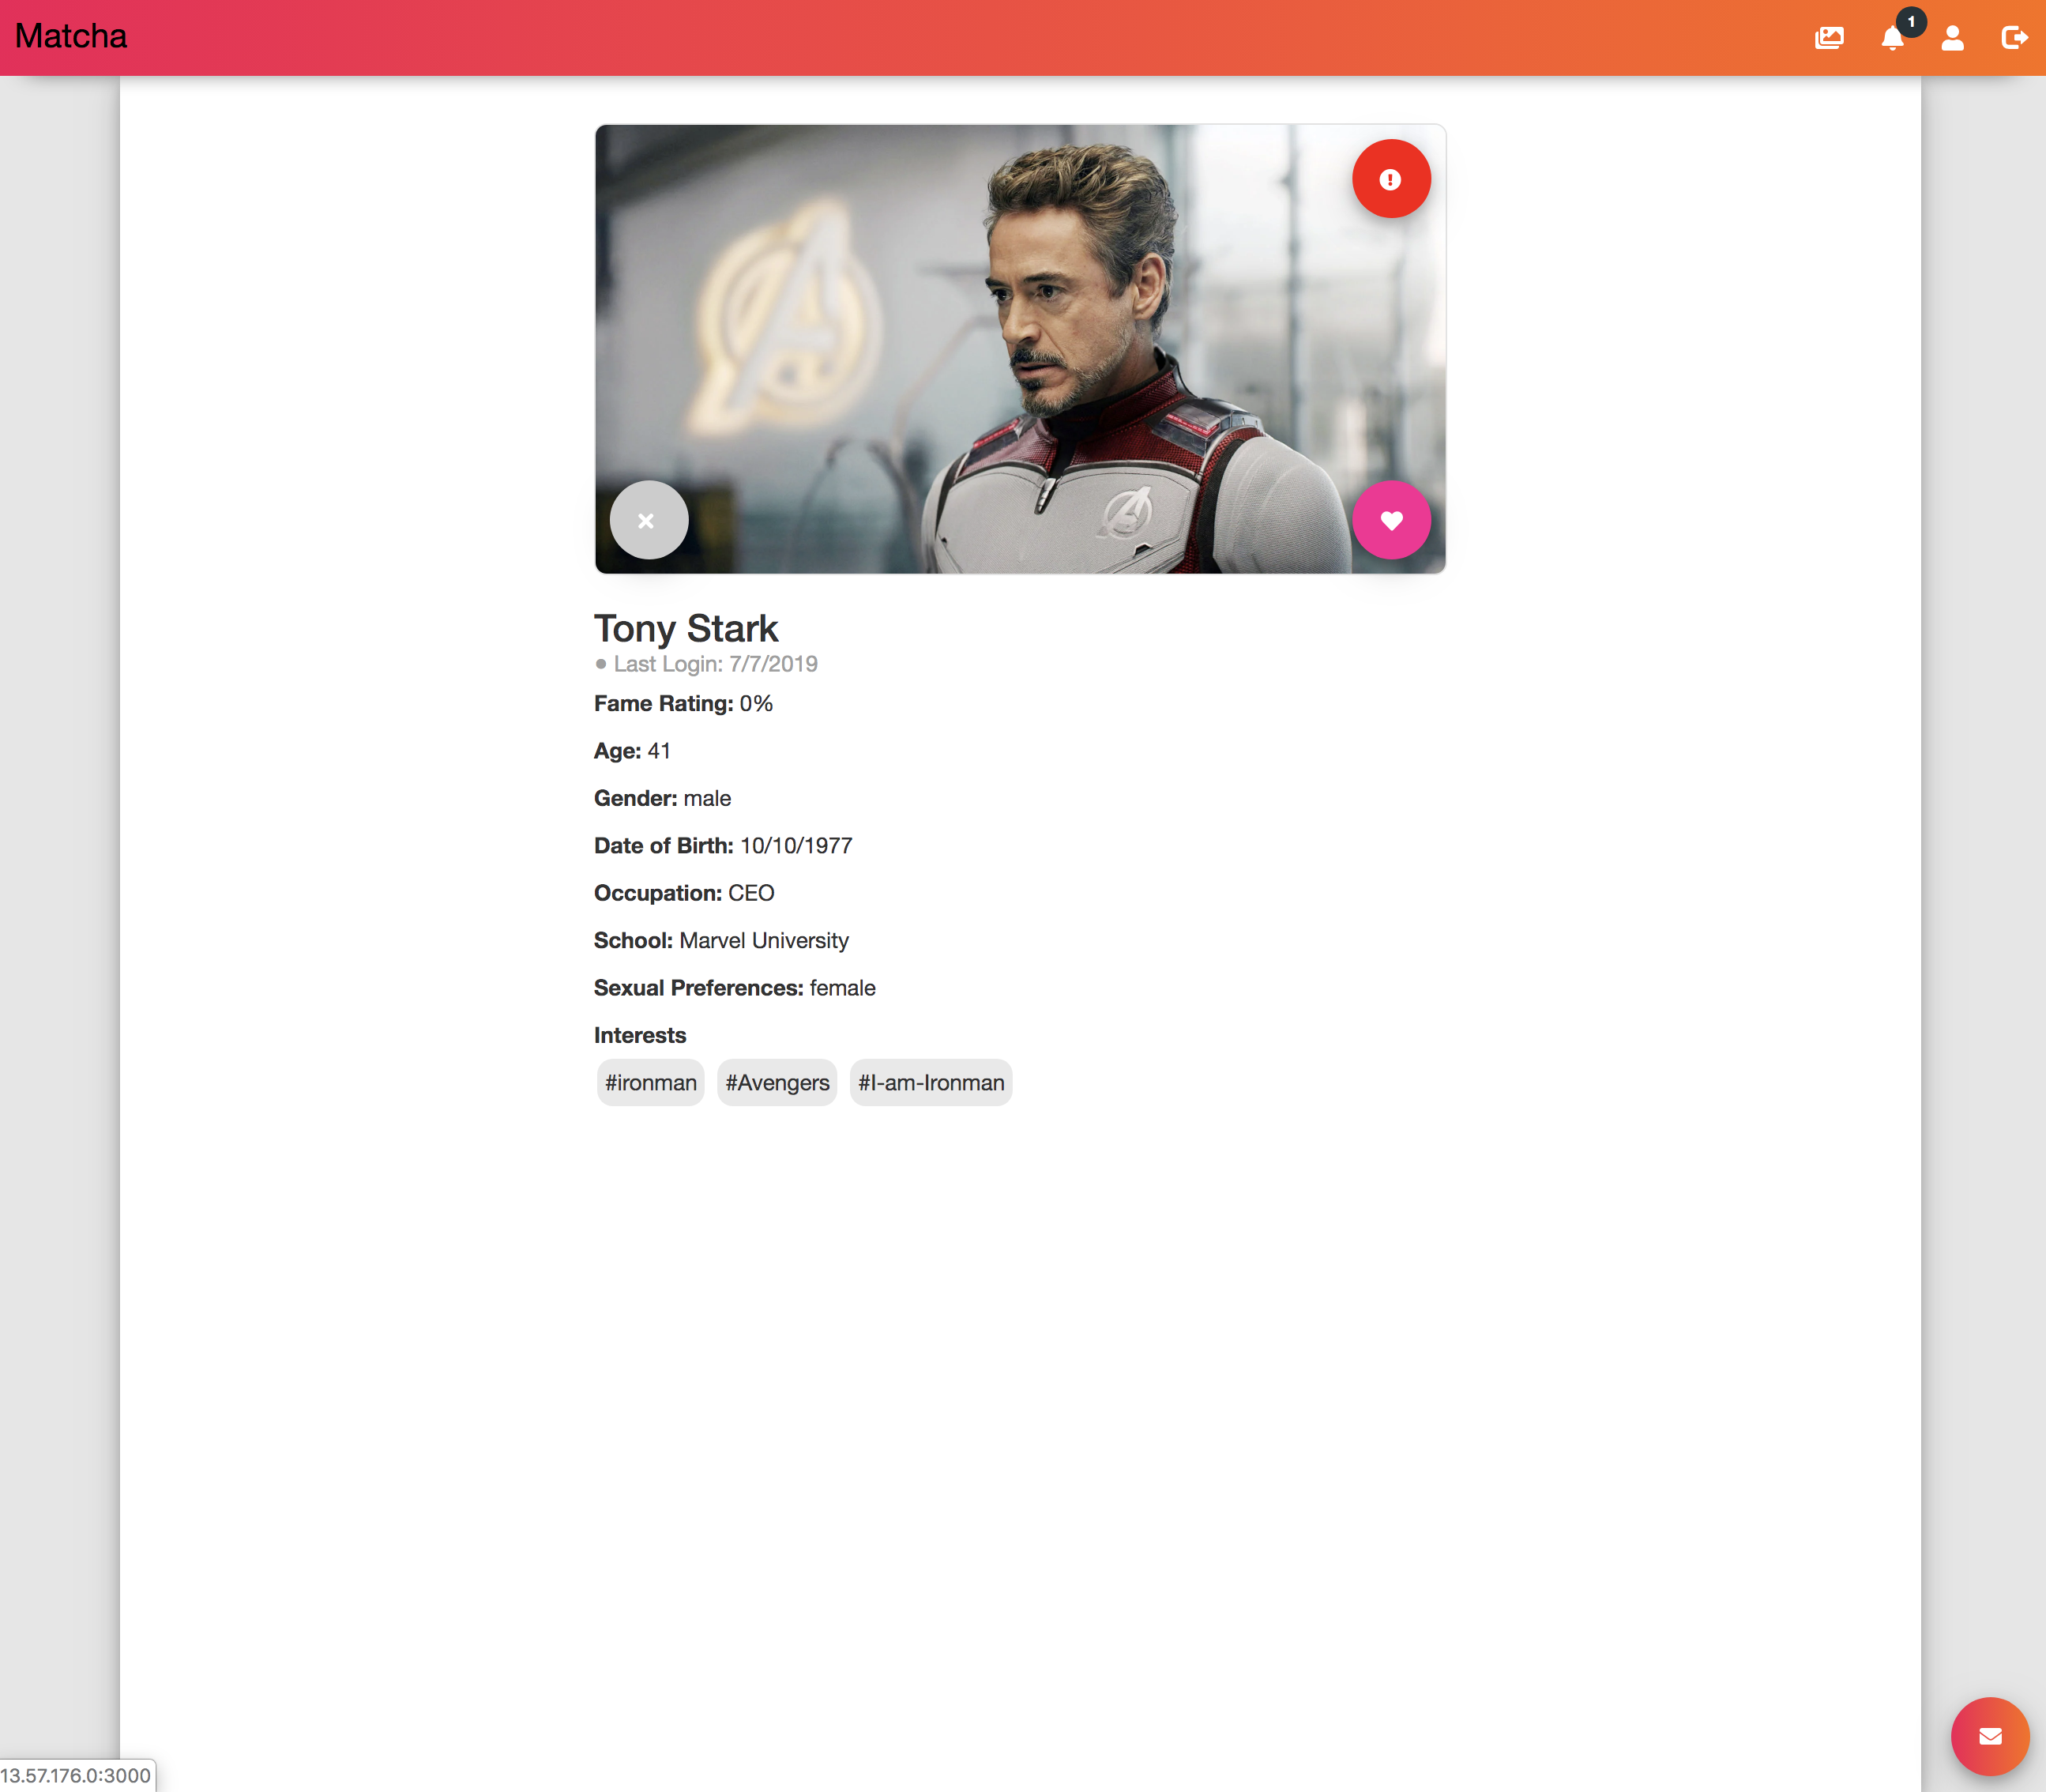 Matcha
1
Tony Stark
Last Login: 7/7/2019
Fame Rating: 0%
Age: 41
Gender: male
Date of Birth: 10/10/1977
Occupation: CEO
School: Marvel University
Sexual Preferences: female
Interests
#ironman #Avengers #I-am-Ironman
13.57.176.0:3000